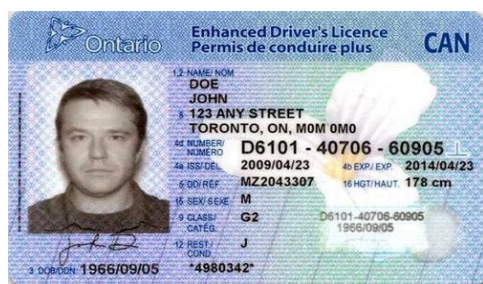 Ontario
Enhanced Driver's Licence
Permis de conduire plus
CAN
1,2 NAME/NOM
DOE
JOHN
8 123 ANY STREET
TORONTO, ON, M0M 0M0
4d NUMBER/NUMÉRO D6101 - 40706 - 60905
4a ISS/DÉL 2009/04/23 4b EXP./EXP. 2014/04/23
5 DD/RÉF MZ2043307 16 HGT/HAUT. 178 cm
15 SEX/SEXE M
9 CLASS/CATÉG. G2
D6101-40706-60905
1966/09/05
12 REST./COND. J
3 DOB/DDN 1966/09/05
*4980342*